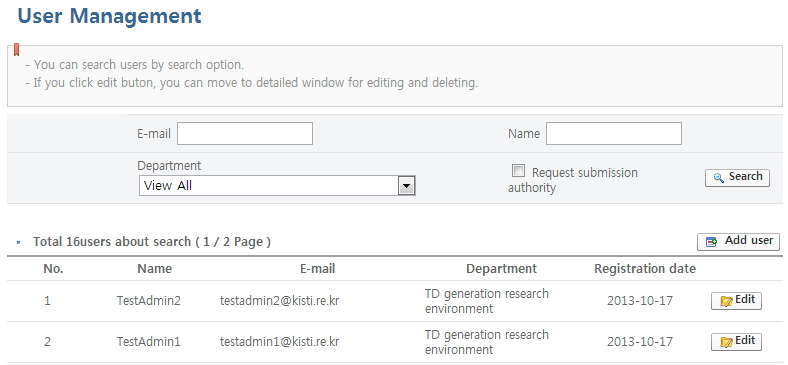 User Management
- You can search users by search option.
- If you click edit buton, you can move to detailed window for editing and deleting.
E-mail Name
Department
View All
Request submission
authority
Search
Total 16users about search ( 1 / 2 Page )
Add user
No. Name E-mail Department Registration date
1 TestAdmin2 testadmin2@kisti.re.kr TD generation research
environment 2013-10-17 Edit
2 TestAdmin1 testadmin1@kisti.re.kr TD generation research
environment 2013-10-17 Edit